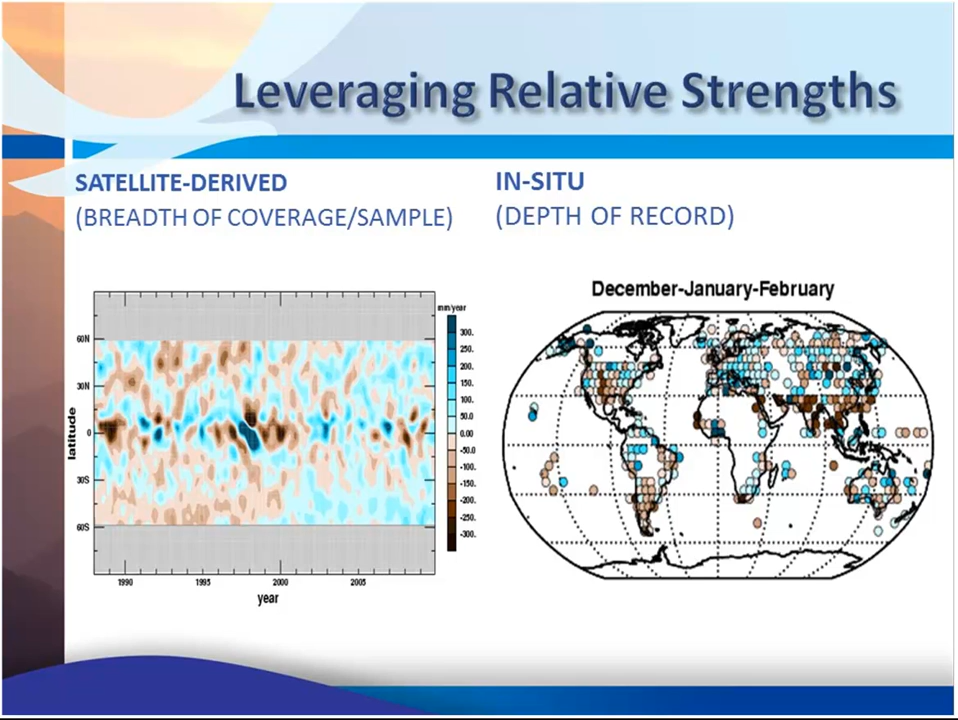 Leveraging Relative Strengths
SATELLITE-DERIVED
(BREADTH OF COVERAGE/SAMPLE)
IN-SITU
(DEPTH OF RECORD)
mm/year
300.
250.
200.
150.
100.
50.0
0.00
-50.0
-100.
-150.
-200.
-250.
-300.
60N
30N
0
30S
60S
latitude
1990
1995
2000
2005
year
December-January-February